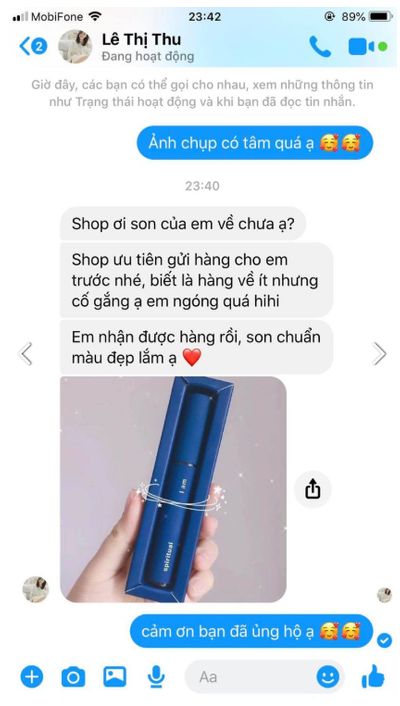 MobiFone 23:42 89%
2 Lê Thị Thu
Đang hoạt động
Giờ đây, các bạn có thể gọi cho nhau, xem những thông tin
như Trạng thái hoạt động và khi bạn đã đọc tin nhắn.
Ảnh chụp có tâm quá ạ 🥰🥰
23:40
Shop ơi son của em về chưa ạ?
Shop ưu tiên gửi hàng cho em
trước nhé, biết là hàng về ít nhưng
cố gắng ạ em ngóng quá hihi
Em nhận được hàng rồi, son chuẩn
màu đẹp lắm ạ ❤️
I am
spiritual
cảm ơn bạn đã ủng hộ ạ 🥰🥰
Aa